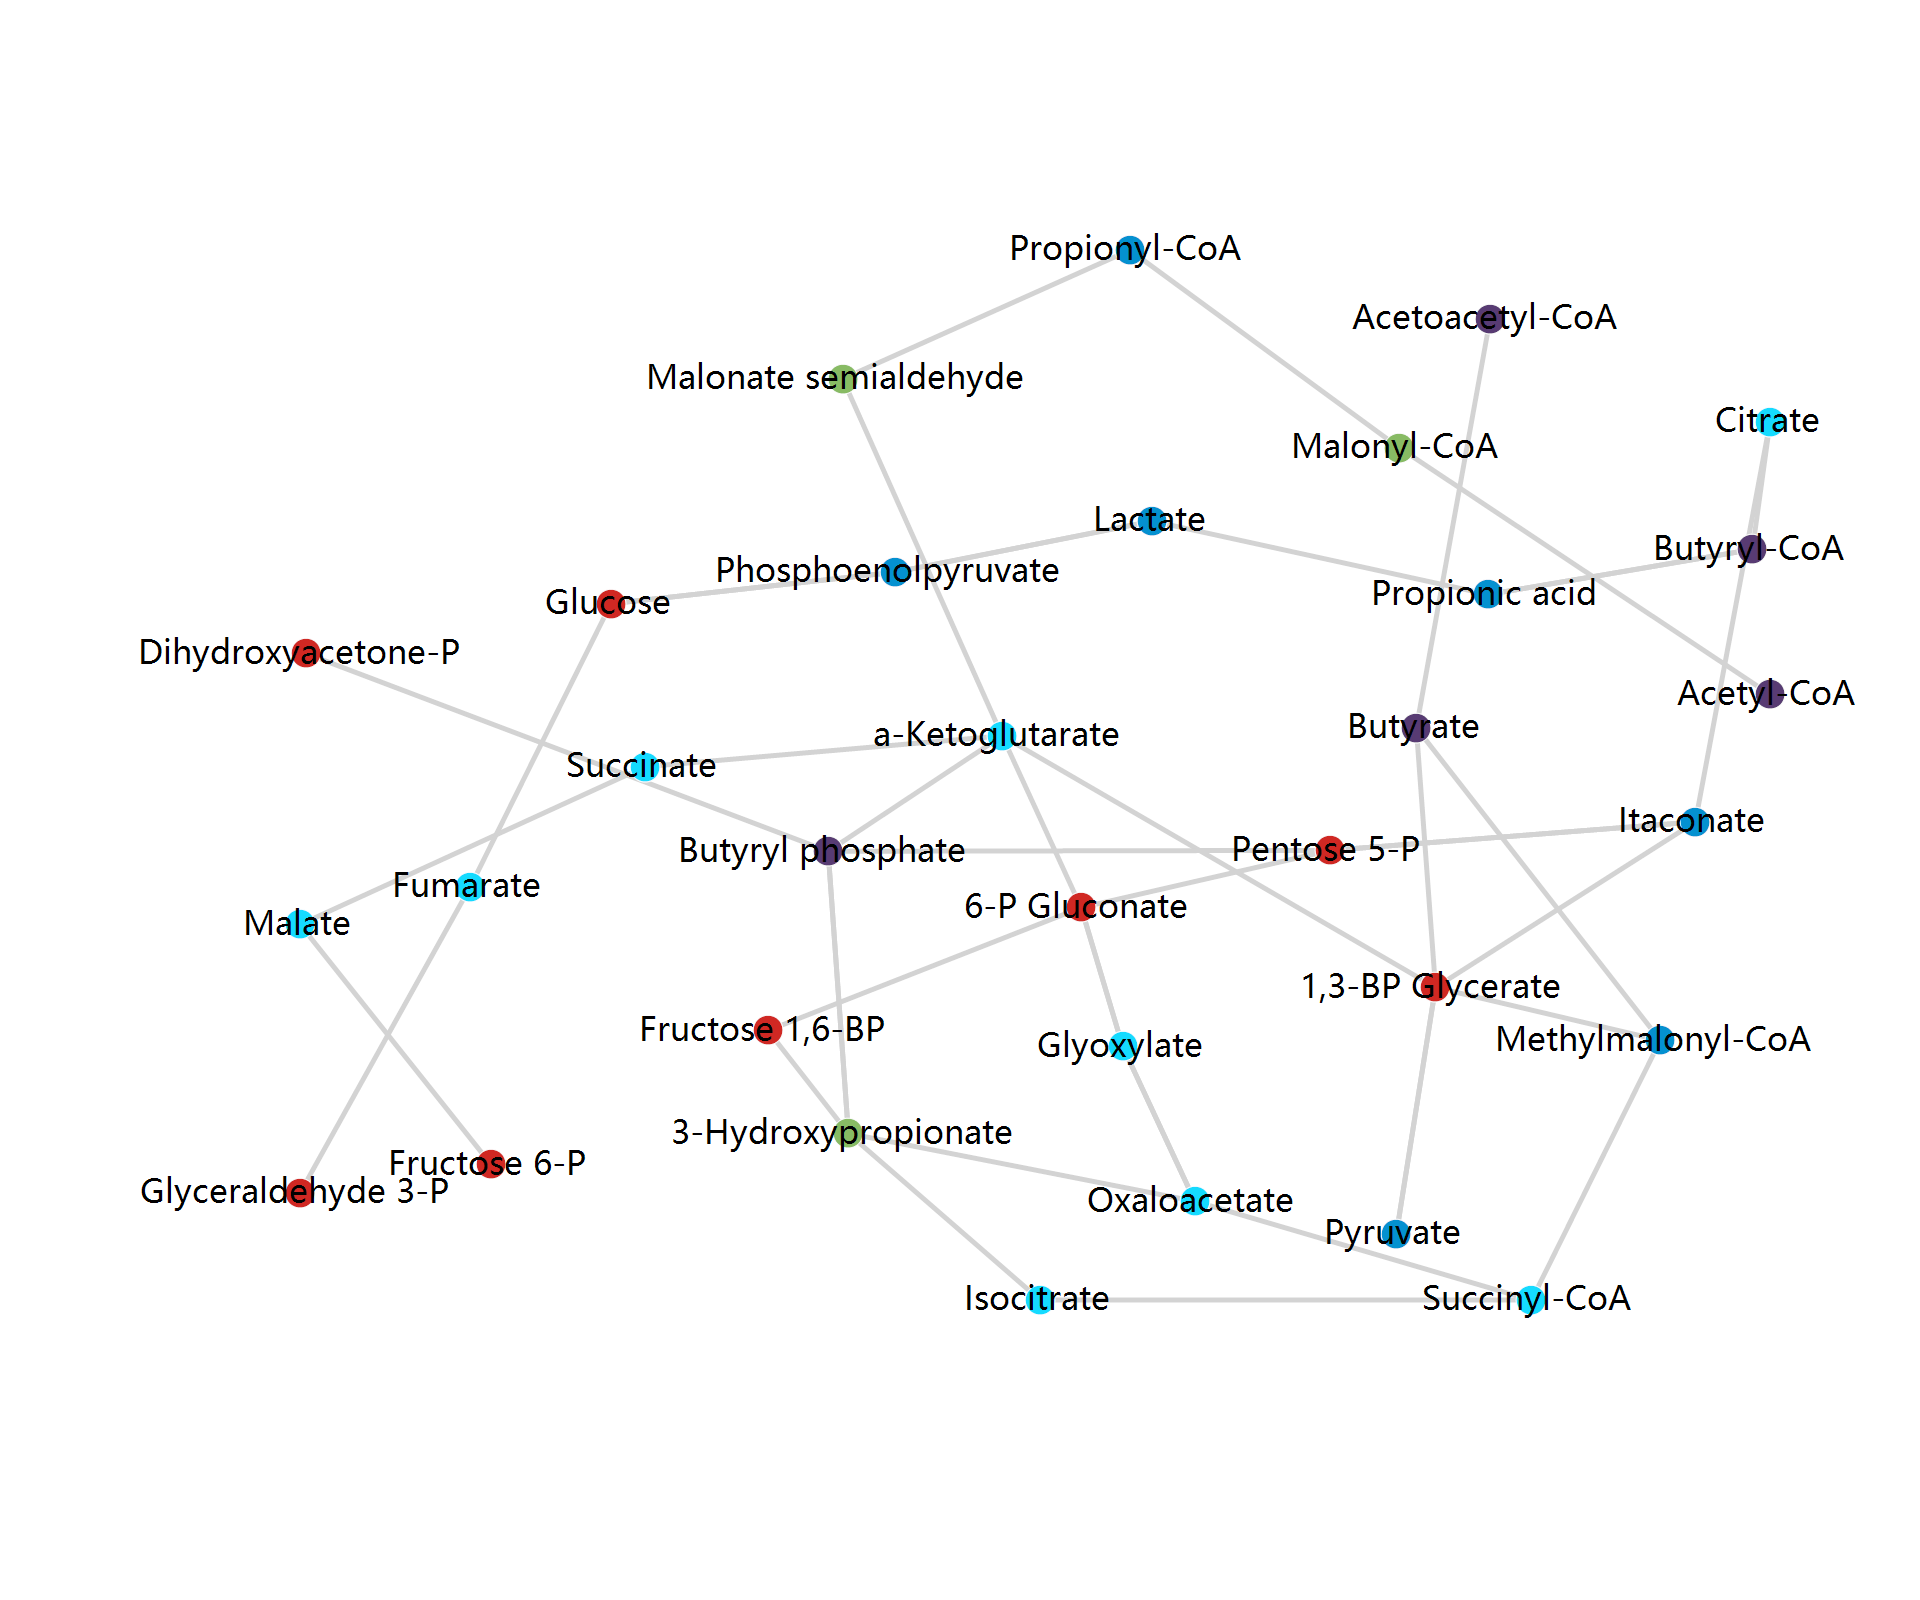 Propionyl-CoA
Acetoacetyl-CoA
Malonate semialdehyde
Citrate
Malonyl-CoA
Lactate
Butyryl-CoA
Phosphoenolpyruvate
Propionic acid
Glucose
Dihydroxyacetone-P
Acetyl-CoA
Butyrate
a-Ketoglutarate
Succinate
Itaconate
Butyryl phosphate
Pentose 5-P
Fumarate
6-P Gluconate
Malate
1,3-BP Glycerate
Fructose 1,6-BP
Methylmalonyl-CoA
Glyoxylate
3-Hydroxypropionate
Fructose 6-P
Glyceraldehyde 3-P
Oxaloacetate
Pyruvate
Isocitrate
Succinyl-CoA